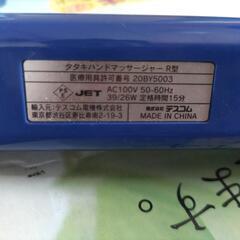 タタキハンドマッサージャー R型
医療用具許可番号 20BY5003
PS
E
JET
AC100V 50-60Hz
39/26W 定格時間15分
輸入元:テスコム電機株式会社
東京都渋谷区恵比寿南2-19-3
株式会社 テスコム
MADE IN CHINA
す